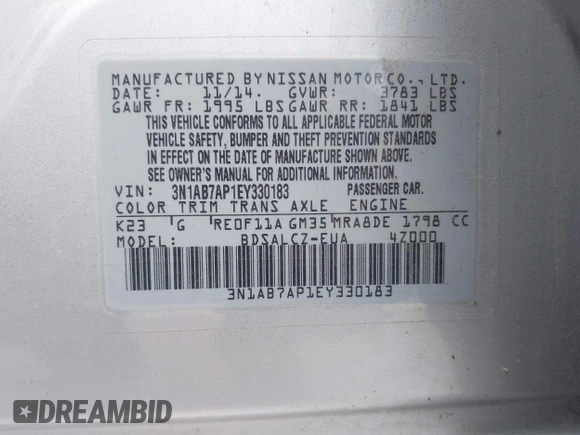 MANUFACTURED BY NISSAN MOTOR CO., LTD.
DATE: 11/14. GVWR: 3783 LBS
GAWR FR: 1995 LBS GAWR RR: 1841 LBS
THIS VEHICLE CONFORMS TO ALL APPLICABLE FEDERAL MOTOR
VEHICLE SAFETY, BUMPER AND THEFT PREVENTION STANDARDS
IN EFFECT ON THE DATE OF MANUFACTURE SHOWN ABOVE.
SEE OWNER'S MANUAL FOR ADDITIONAL INFORMATION.
VIN: 3N1AB7AP1EY330183 PASSENGER CAR.
COLOR TRIM TRANS AXLE ENGINE
K23 G RE0F11A GM35 MRA8DE 1798 CC
MODEL: BDSALCZ-EUA 4Z000
3N1AB7AP1EY330183
DREAMBID